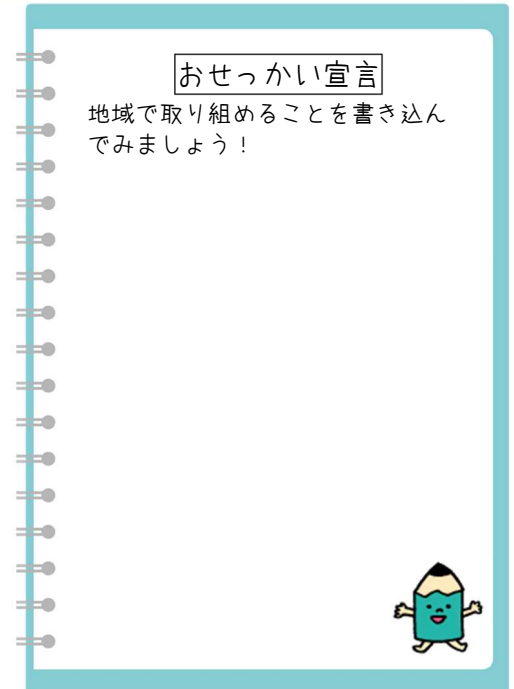 おせっかい宣言
地域で取り組めることを書き込ん
でみましょう！